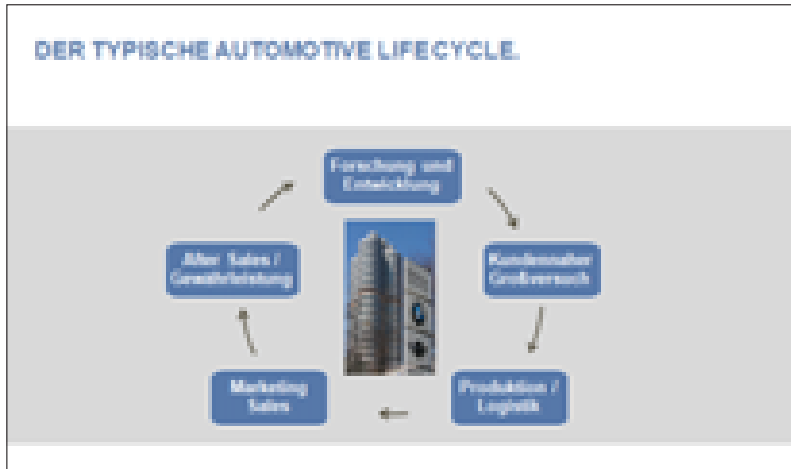 DER TYPISCHE AUTOMOTIVE LIFECYCLE.
Forschung und
Entwicklung
Kundennaher
Großversuch
Produktion /
Logistik
Marketing
Sales
After Sales /
Gewährleistung